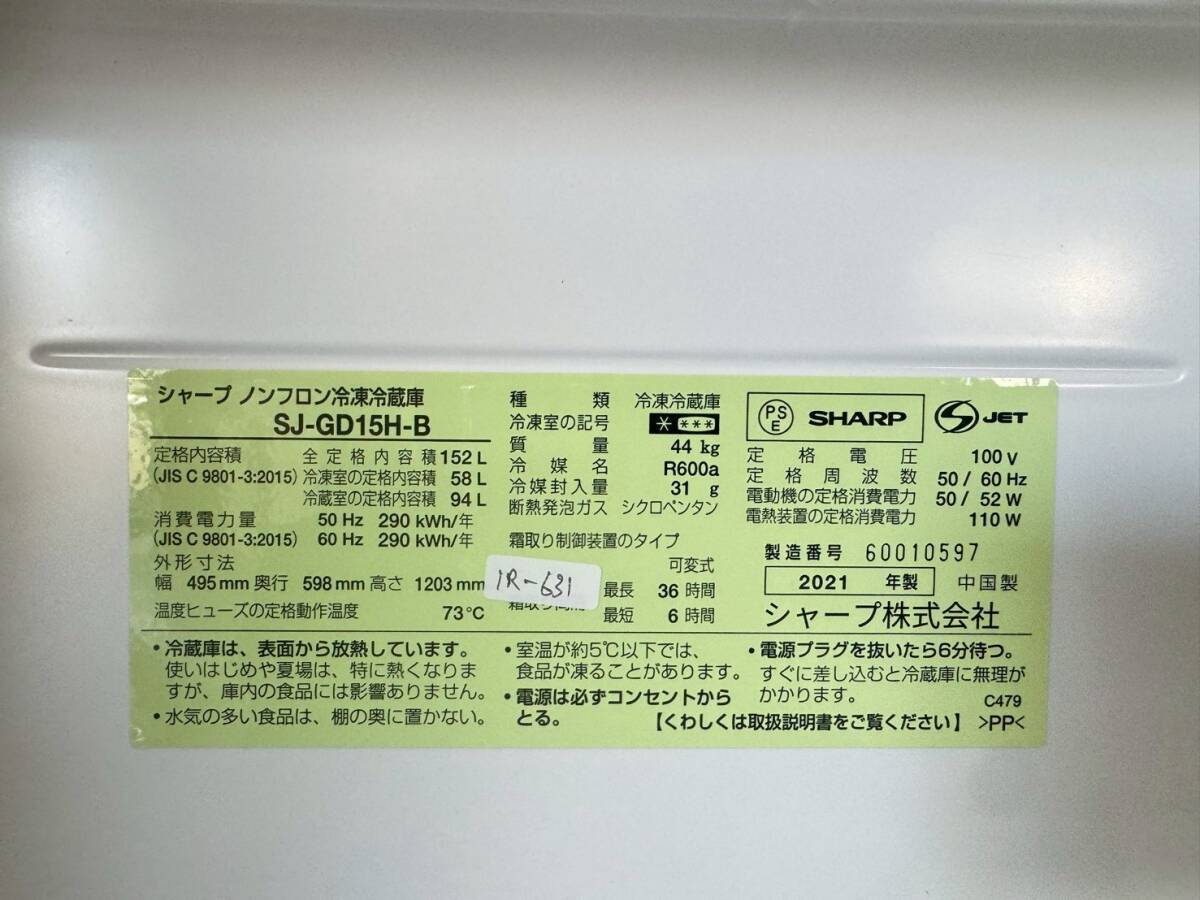 シャープ ノンフロン冷凍冷蔵庫
SJ-GD15H-B
定格内容積 全定格内容積 152 L
(JIS C 9801-3:2015) 冷凍室の定格内容積 58 L
冷蔵室の定格内容積 94 L
消費電力量 50 Hz 290 kWh/年
(JIS C 9801-3:2015) 60 Hz 290 kWh/年
外形寸法
幅 495 mm 奥行 598 mm 高さ 1203 mm
温度ヒューズの定格動作温度 73℃
種類 冷凍冷蔵庫
冷凍室の記号 * ***
質量 44 kg
冷媒名 R600a
冷媒封入量 31 g
断熱発泡ガス シクロペンタン
霜取り制御装置のタイプ
可変式
1R-631
最長 36 時間
最短 6 時間
PSE SHARP S JET
定格電圧 100 V
定格周波数 50 / 60 Hz
電動機の定格消費電力 50 / 52 W
電熱装置の定格消費電力 110 W
製造番号 60010597
2021 年製 中国製
シャープ株式会社
・冷蔵庫は、表面から放熱しています。
使いはじめや夏場は、特に熱くなりま
すが、庫内の食品には影響ありません。
・水気の多い食品は、棚の奥に置かない。
・室温が約5℃以下では、
食品が凍ることがあります。
・電源は必ずコンセントから
とる。
・電源プラグを抜いたら6分待つ。
すぐに差し込むと冷蔵庫に無理が
かかります。
C479
【くわしくは取扱説明書をご覧ください】 >PP<